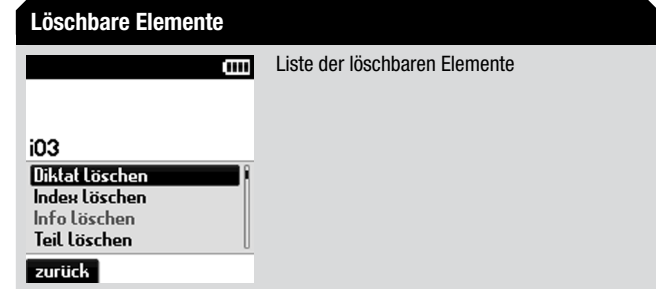 Löschbare Elemente
Liste der löschbaren Elemente
i03
Diktat löschen
Index löschen
Info löschen
Teil löschen
zurück